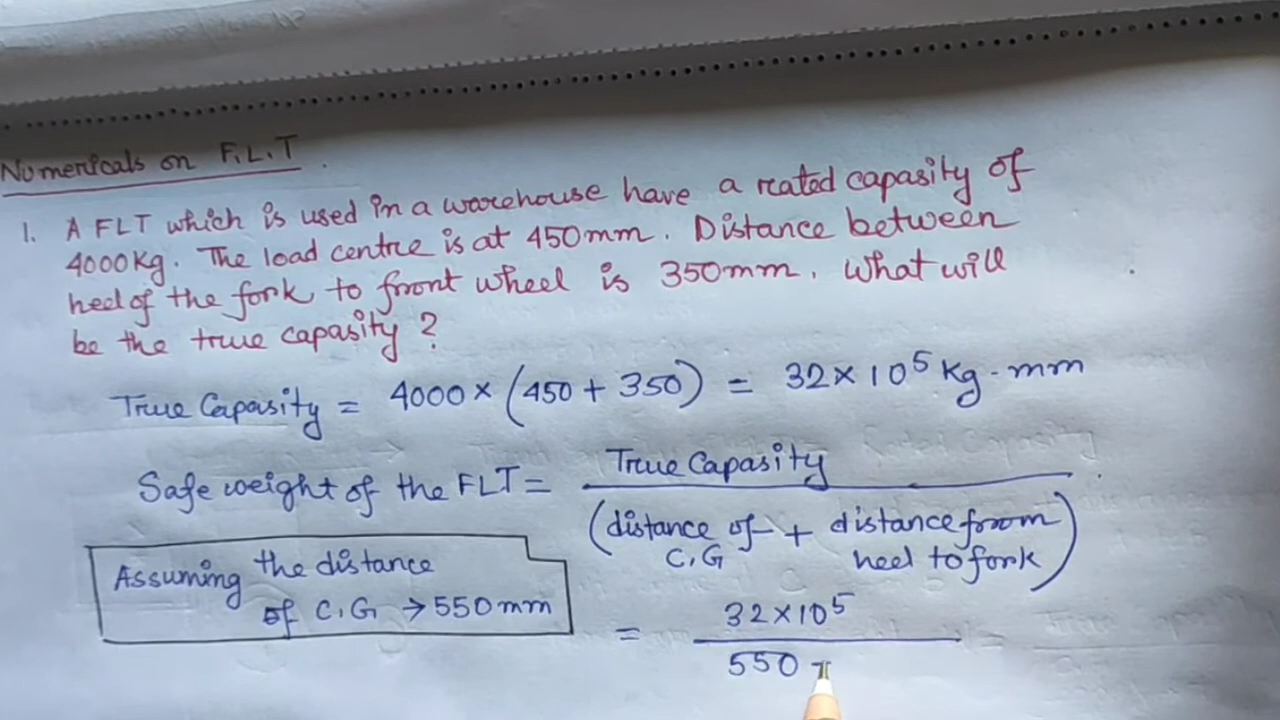 Numericals on F.L.T.
1. A FLT which is used in a warehouse have a reated capasity of
4000Kg. The load centre is at 450mm. Distance between
heel of the fork to front wheel is 350mm. What will
be the true capasity?
True Capasity = 4000 × (450 + 350) = 32 × 10⁵ Kg-mm
Safe weight of the FLT = True Capasity
(distance of C.G + distance from heel to fork)
Assuming the distance
of C.G → 550mm
= 32×10⁵
550 -